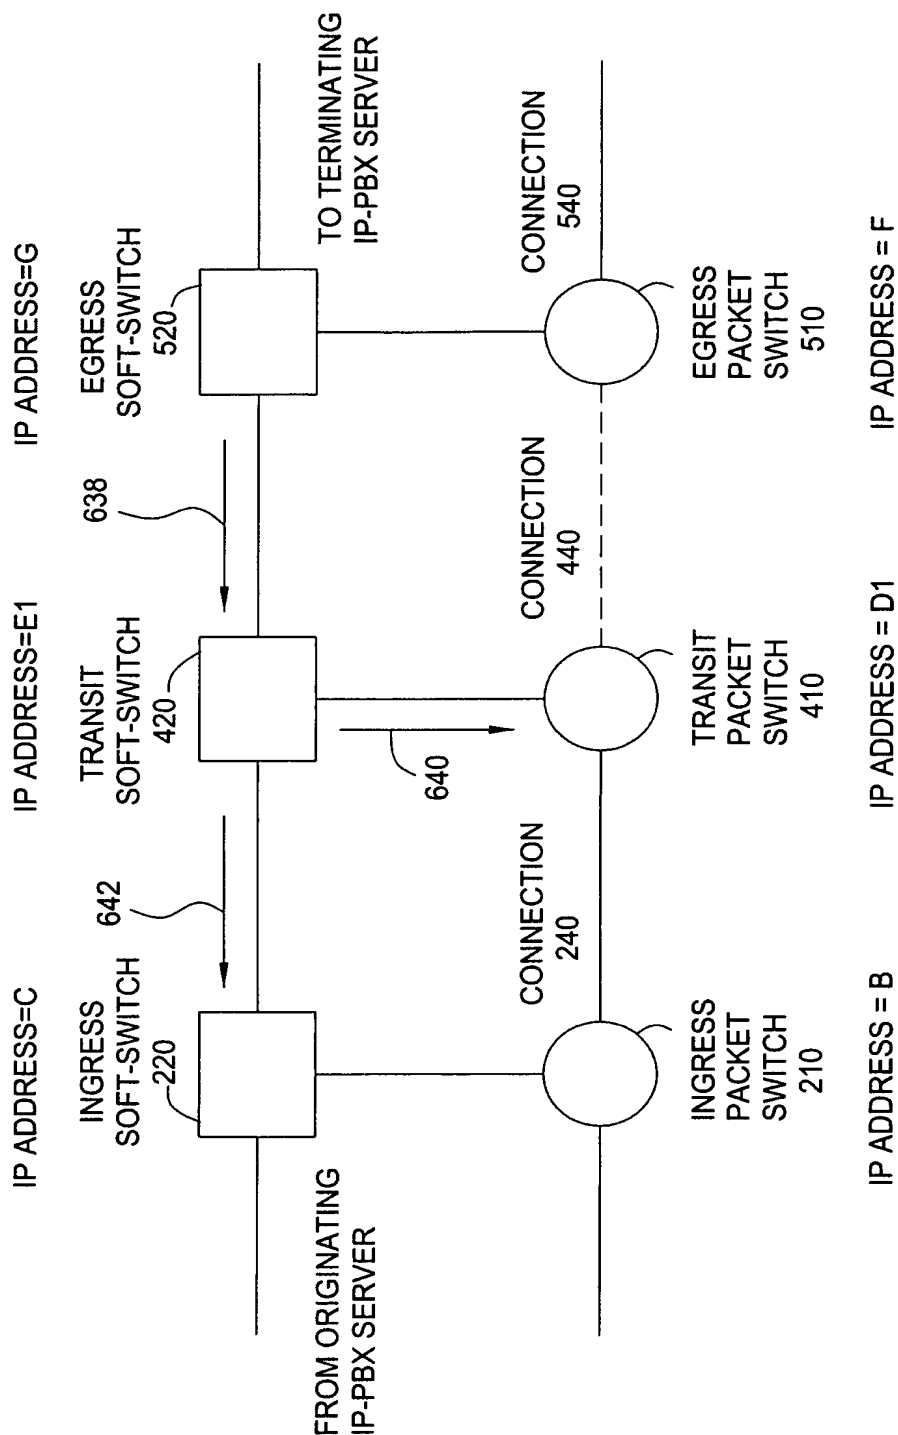 IP ADDRESS=C
IP ADDRESS=E1
IP ADDRESS=G
INGRESS
SOFT-SWITCH
220
642
TRANSIT
SOFT-SWITCH
420
638
EGRESS
SOFT-SWITCH
520
FROM ORIGINATING
IP-PBX SERVER
640
TO TERMINATING
IP-PBX SERVER
CONNECTION
240
CONNECTION
440
CONNECTION
540
INGRESS
PACKET
SWITCH
210
TRANSIT
PACKET
SWITCH
410
EGRESS
PACKET
SWITCH
510
IP ADDRESS = B
IP ADDRESS = D1
IP ADDRESS = F